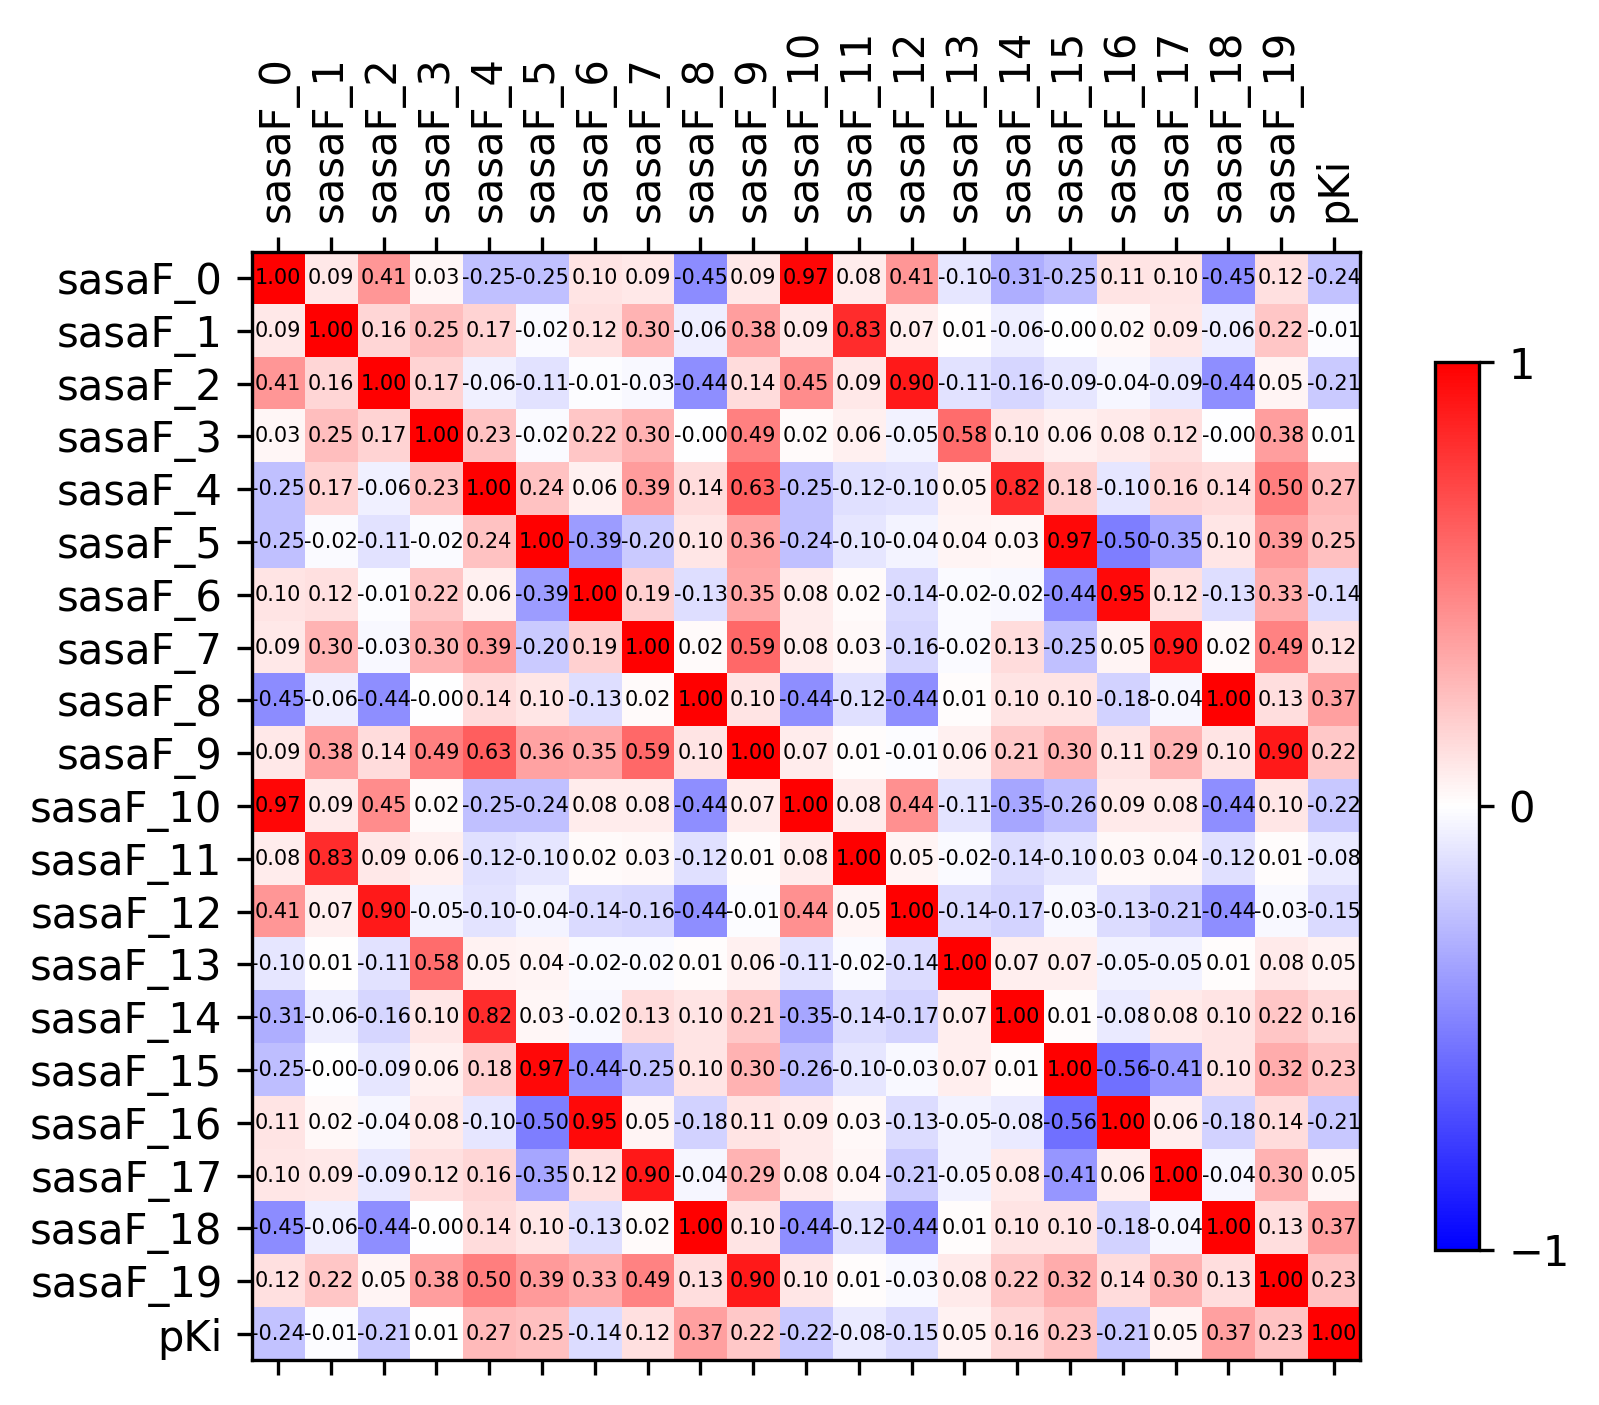 sasaF_0 sasaF_1 sasaF_2 sasaF_3 sasaF_4 sasaF_5 sasaF_6 sasaF_7 sasaF_8 sasaF_9 sasaF_10 sasaF_11 sasaF_12 sasaF_13 sasaF_14 sasaF_15 sasaF_16 sasaF_17 sasaF_18 sasaF_19 pKi
sasaF_0 1.00 0.09 0.41 0.03 -0.25 -0.25 0.10 0.09 -0.45 0.09 0.97 0.08 0.41 -0.10 -0.31 -0.25 0.11 0.10 -0.45 0.12 -0.24
sasaF_1 0.09 1.00 0.16 0.25 0.17 -0.02 0.12 0.30 -0.06 0.38 0.09 0.83 0.07 0.01 -0.06 -0.00 0.02 0.09 -0.06 0.22 -0.01
sasaF_2 0.41 0.16 1.00 0.17 -0.06 -0.11 -0.01 -0.03 -0.44 0.14 0.45 0.09 0.90 -0.11 -0.16 -0.09 -0.04 -0.09 -0.44 0.05 -0.21
sasaF_3 0.03 0.25 0.17 1.00 0.23 -0.02 0.22 0.30 -0.00 0.49 0.02 0.06 -0.05 0.58 0.10 0.06 0.08 0.12 -0.00 0.38 0.01
sasaF_4 -0.25 0.17 -0.06 0.23 1.00 0.24 0.06 0.39 0.14 0.63 -0.25 -0.12 -0.10 0.05 0.82 0.18 -0.10 0.16 0.14 0.50 0.27
sasaF_5 -0.25 -0.02 -0.11 -0.02 0.24 1.00 -0.39 -0.20 0.10 0.36 -0.24 -0.10 -0.04 0.04 0.03 0.97 -0.50 -0.35 0.10 0.39 0.25
sasaF_6 0.10 0.12 -0.01 0.22 0.06 -0.39 1.00 0.19 -0.13 0.35 0.08 0.02 -0.14 -0.02 -0.02 -0.44 0.95 0.12 -0.13 0.33 -0.14
sasaF_7 0.09 0.30 -0.03 0.30 0.39 -0.20 0.19 1.00 0.02 0.59 0.08 0.03 -0.16 -0.02 0.13 -0.25 0.05 0.90 0.02 0.49 0.12
sasaF_8 -0.45 -0.06 -0.44 -0.00 0.14 0.10 -0.13 0.02 1.00 0.10 -0.44 -0.12 -0.44 0.01 0.10 0.10 -0.18 -0.04 1.00 0.13 0.37
sasaF_9 0.09 0.38 0.14 0.49 0.63 0.36 0.35 0.59 0.10 1.00 0.07 0.01 -0.01 0.06 0.21 0.30 0.11 0.29 0.10 0.90 0.22
sasaF_10 0.97 0.09 0.45 0.02 -0.25 -0.24 0.08 0.08 -0.44 0.07 1.00 0.08 0.44 -0.11 -0.35 -0.26 0.09 0.08 -0.44 0.10 -0.22
sasaF_11 0.08 0.83 0.09 0.06 -0.12 -0.10 0.02 0.03 -0.12 0.01 0.08 1.00 0.05 -0.02 -0.14 -0.10 0.03 0.04 -0.12 0.01 -0.08
sasaF_12 0.41 0.07 0.90 -0.05 -0.10 -0.04 -0.14 -0.16 -0.44 -0.01 0.44 0.05 1.00 -0.14 -0.17 -0.03 -0.13 -0.21 -0.44 -0.03 -0.15
sasaF_13 -0.10 0.01 -0.11 0.58 0.05 0.04 -0.02 -0.02 0.01 0.06 -0.11 -0.02 -0.14 1.00 0.07 0.07 -0.05 -0.05 0.01 0.08 0.05
sasaF_14 -0.31 -0.06 -0.16 0.10 0.82 0.03 -0.02 0.13 0.10 0.21 -0.35 -0.14 -0.17 0.07 1.00 0.01 -0.08 0.08 0.10 0.22 0.16
sasaF_15 -0.25 -0.00 -0.09 0.06 0.18 0.97 -0.44 -0.25 0.10 0.30 -0.26 -0.10 -0.03 0.07 0.01 1.00 -0.56 -0.41 0.10 0.32 0.23
sasaF_16 0.11 0.02 -0.04 0.08 -0.10 -0.50 0.95 0.05 -0.18 0.11 0.09 0.03 -0.13 -0.05 -0.08 -0.56 1.00 0.06 -0.18 0.14 -0.21
sasaF_17 0.10 0.09 -0.09 0.12 0.16 -0.35 0.12 0.90 -0.04 0.29 0.08 0.04 -0.21 -0.05 0.08 -0.41 0.06 1.00 -0.04 0.30 0.05
sasaF_18 -0.45 -0.06 -0.44 -0.00 0.14 0.10 -0.13 0.02 1.00 0.10 -0.44 -0.12 -0.44 0.01 0.10 0.10 -0.18 -0.04 1.00 0.13 0.37
sasaF_19 0.12 0.22 0.05 0.38 0.50 0.39 0.33 0.49 0.13 0.90 0.10 0.01 -0.03 0.08 0.22 0.32 0.14 0.30 0.13 1.00 0.23
pKi -0.24 -0.01 -0.21 0.01 0.27 0.25 -0.14 0.12 0.37 0.22 -0.22 -0.08 -0.15 0.05 0.16 0.23 -0.21 0.05 0.37 0.23 1.00
1
0
−1